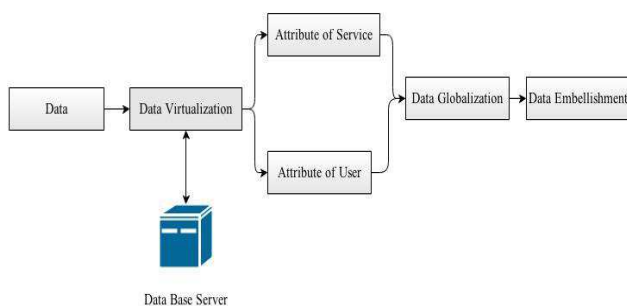 Attribute of Service
Data
Data Virtualization
Data Globalization
Data Embellishment
Attribute of User
Data Base Server